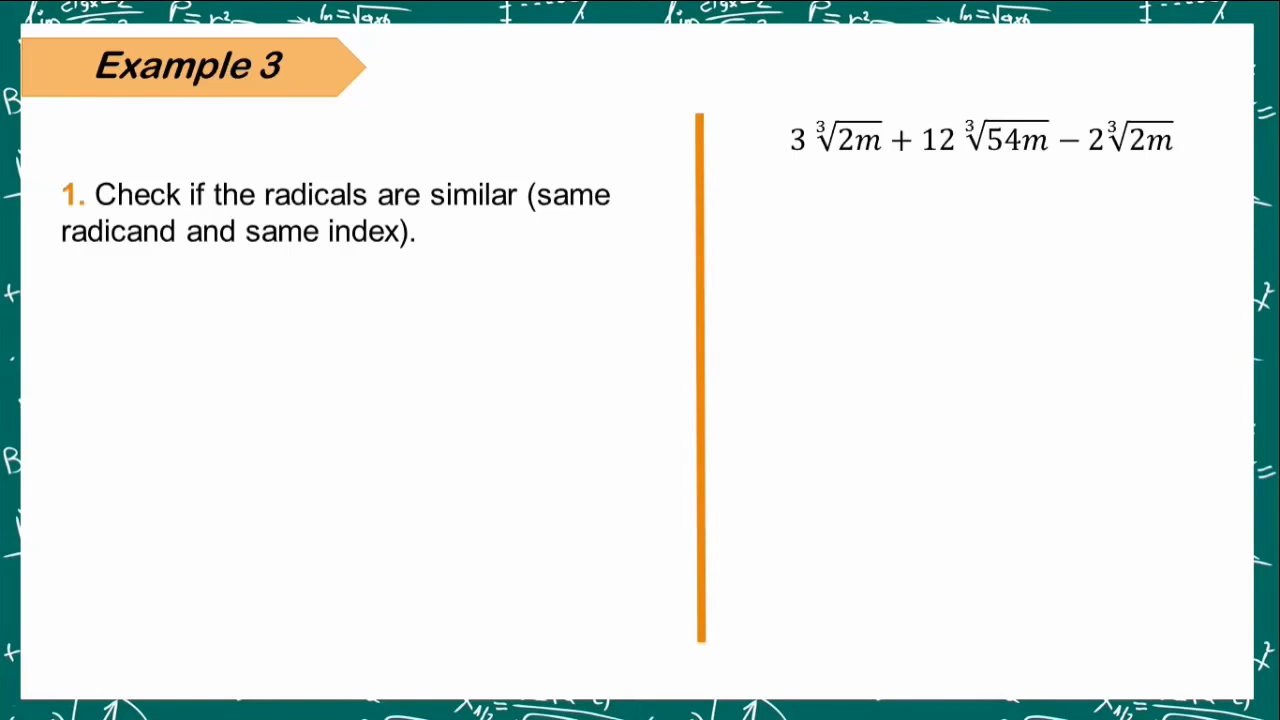 Example 3
3 ∛2m + 12 ∛54m − 2∛2m
1. Check if the radicals are similar (same
radicand and same index).